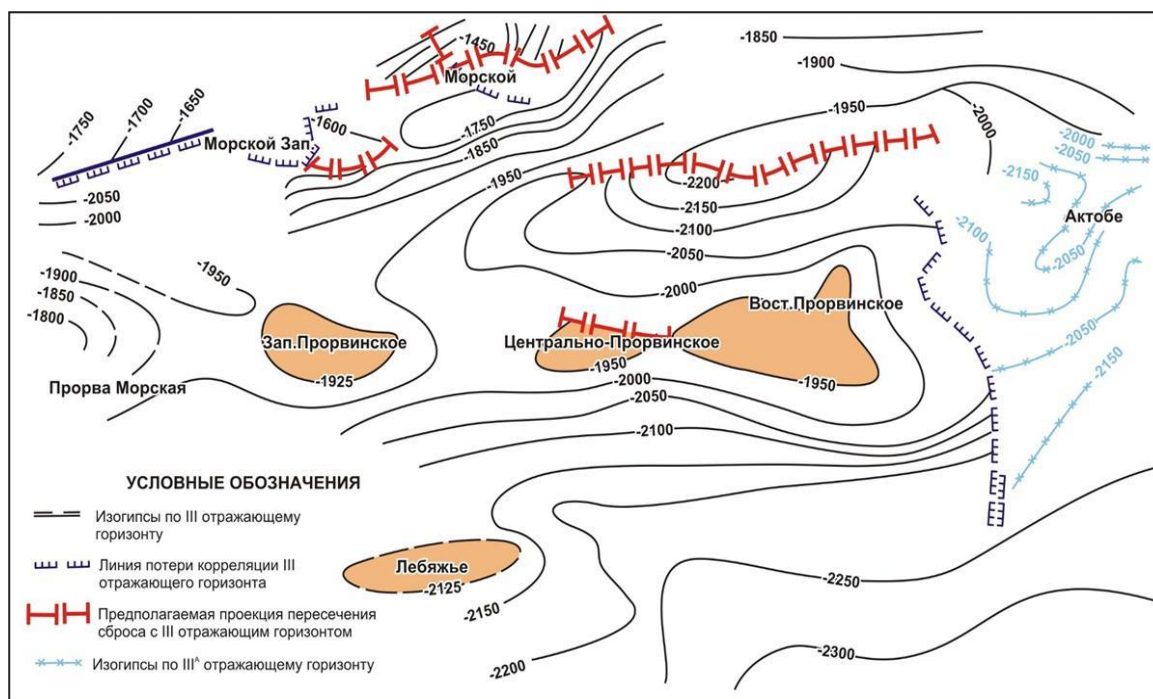 -1850
-1900
-1450
Морской
-1750
-1700
-1650
-1950
-2000
-1600
-1750
Морской Зап.
-1850
-2000
-2050
-1950
-2200
-2150
-2050
-2000
-2150
Актобе
-2100
-2100
-1950
-2050
-2050
-1900
-1850
-1800
-2000
Вост.Прорвинское
Зап.Прорвинское
Центрально-Прорвинское
-2050
-1950
-2150
Прорва Морская
-1925
-2000
-1950
-2050
-2100
УСЛОВНЫЕ ОБОЗНАЧЕНИЯ
Изогипсы по III отражающему
горизонту
Линия потери корреляции III
отражающего горизонта
Предполагаемая проекция пересечения
сброса с III отражающим горизонтом
Изогипсы по IIIᴬ отражающему горизонту
Лебяжье
-2125
-2150
-2250
-2200
-2300